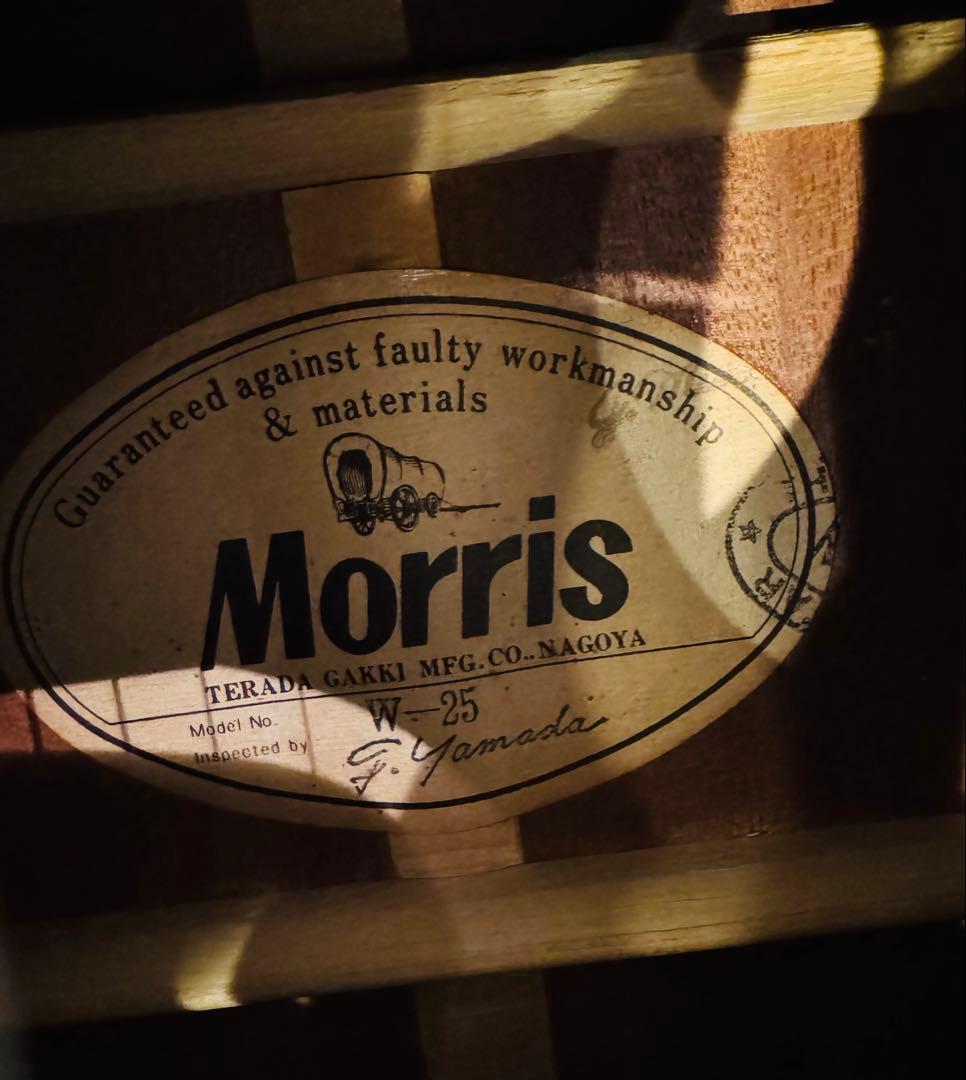 Guaranteed against faulty workmanship
& materials
Morris
TERADA GAKKI MFG.CO..NAGOYA
Model No. W—25
Inspected by G. Yamada